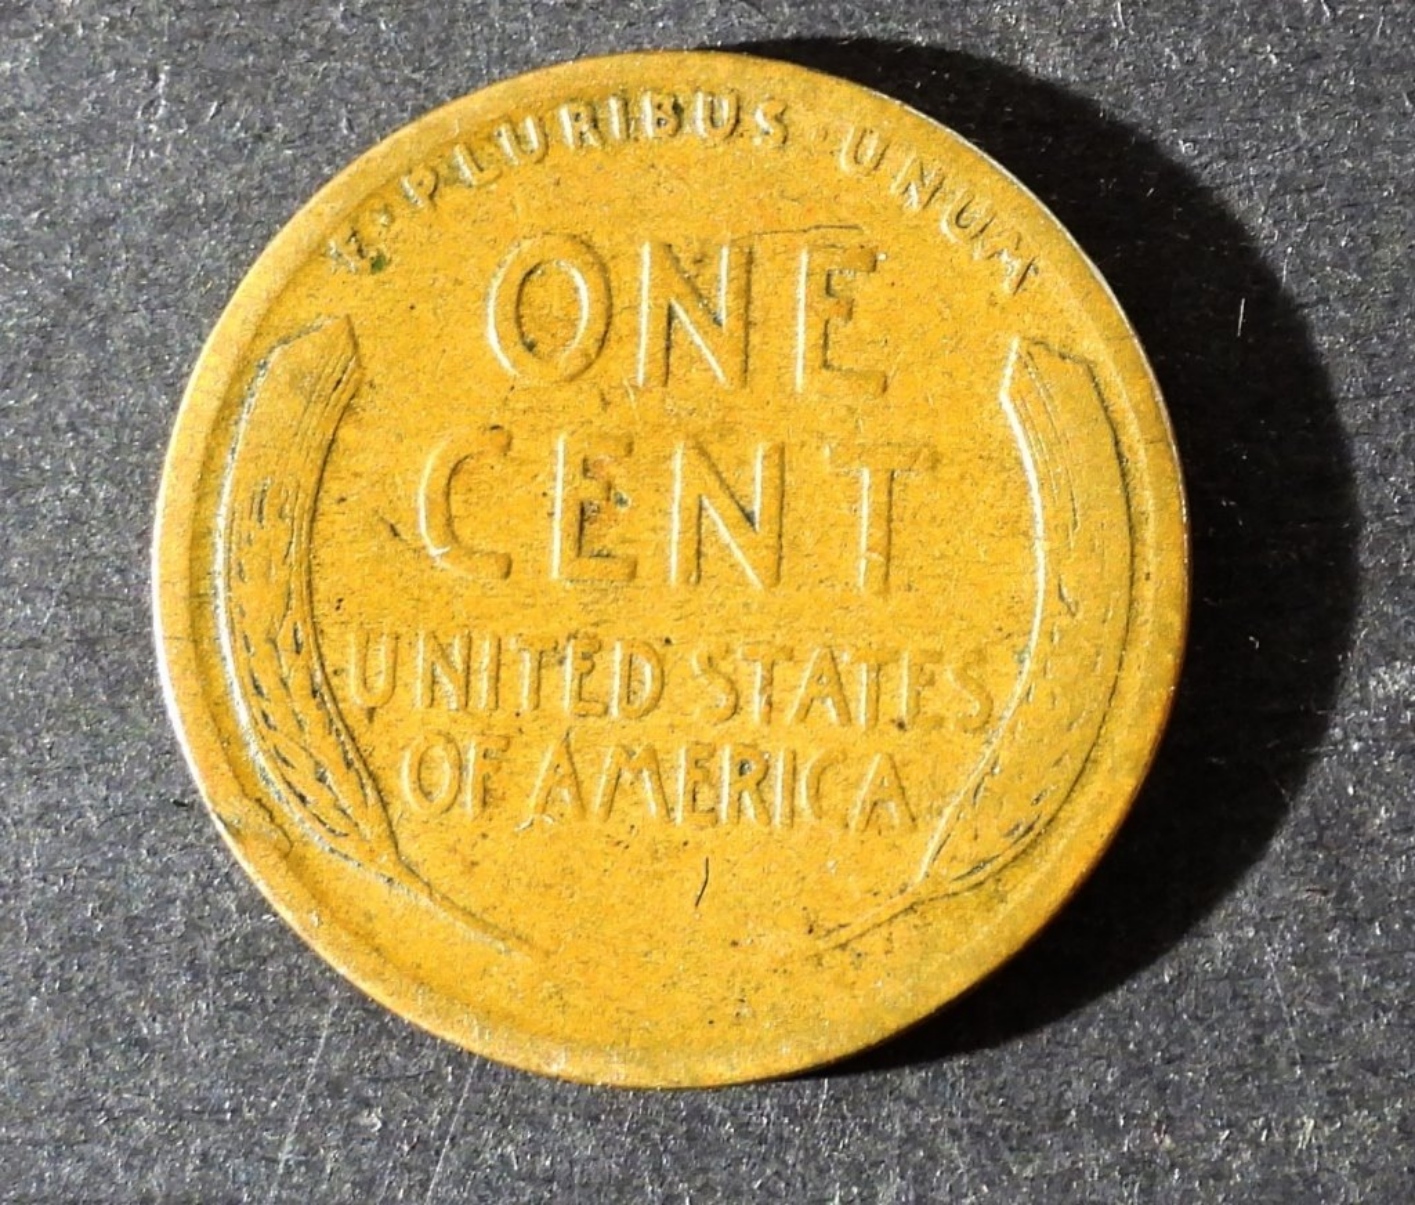 E·PLURIBUS·UNUM
ONE
CENT
UNITED STATES
OF AMERICA